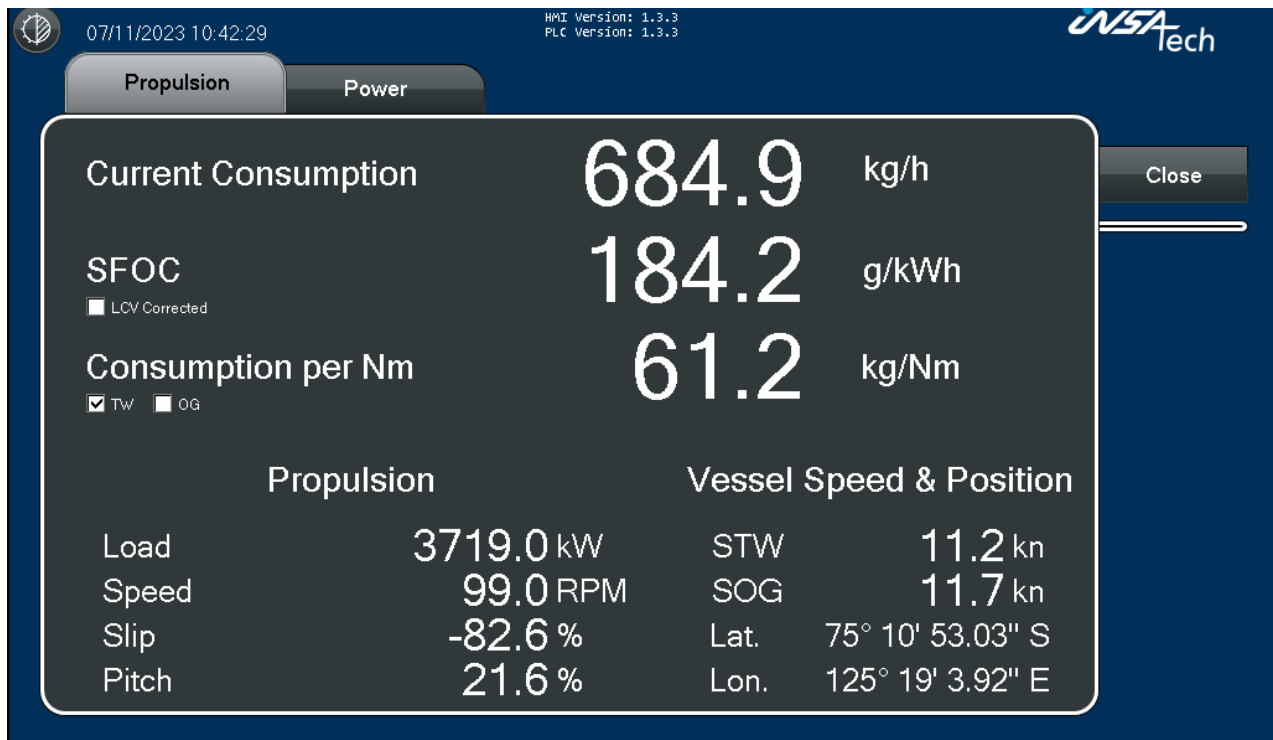 07/11/2023 10:42:29
HMI Version: 1.3.3
PLC Version: 1.3.3
iNSATech
Propulsion
Power
Current Consumption 684.9 kg/h
Close
SFOC 184.2 g/kWh
LCV Corrected
Consumption per Nm 61.2 kg/Nm
TW OG
Propulsion
Vessel Speed & Position
Load 3719.0 kW
STW 11.2 kn
Speed 99.0 RPM
SOG 11.7 kn
Slip -82.6 %
Lat. 75° 10' 53.03" S
Pitch 21.6 %
Lon. 125° 19' 3.92" E